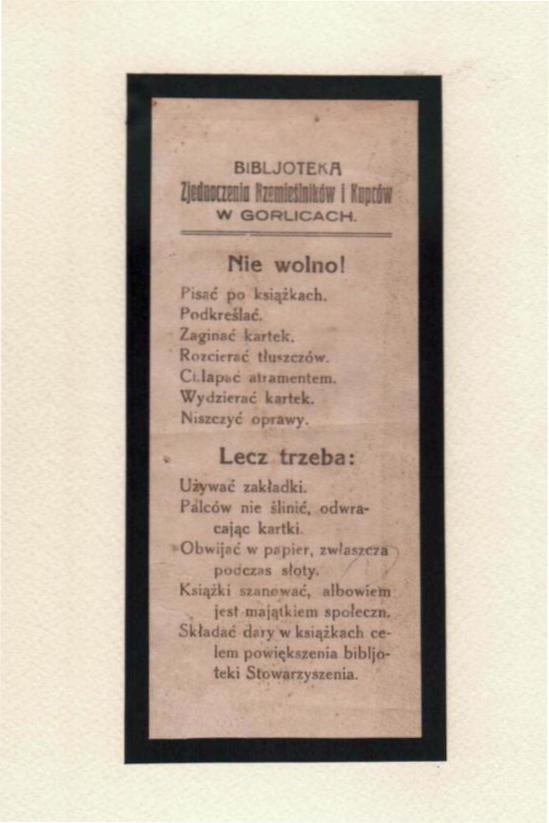 BIBLJOTEKA
Zjednoczenia Rzemieślników i Kupców
W GORLICACH.
Nie wolno!
Pisać po książkach.
Podkreślać.
Zaginać kartek.
Rozcierać tłuszczów.
Chlapać atramentem.
Wydzierać kartek.
Niszczyć oprawy.
Lecz trzeba:
Używać zakładki.
Palców nie ślinić, odwra-
cając kartki.
Obwijać w papier, zwłaszcza
podczas słoty.
Książki szanować, albowiem
jest majątkiem społeczn.
Składać dary w książkach ce-
lem powiększenia bibljo-
teki Stowarzyszenia.